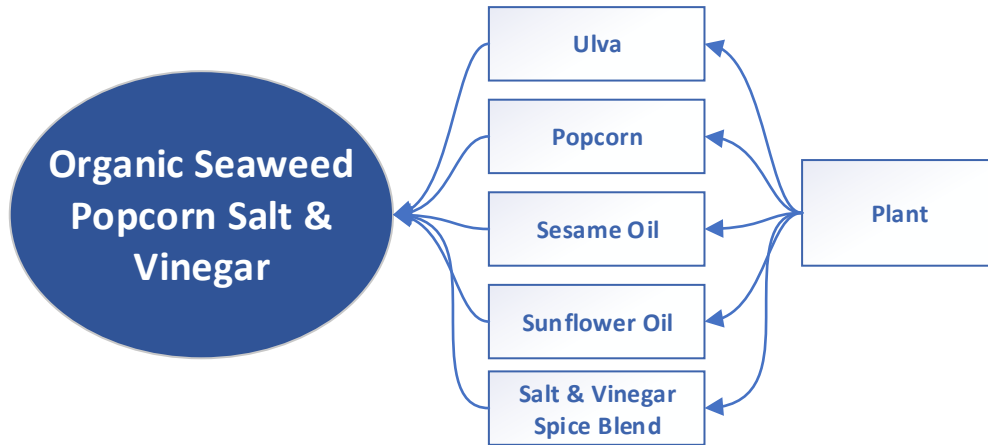 Organic Seaweed
Popcorn Salt &
Vinegar
Ulva
Popcorn
Sesame Oil
Sunflower Oil
Salt & Vinegar
Spice Blend
Plant